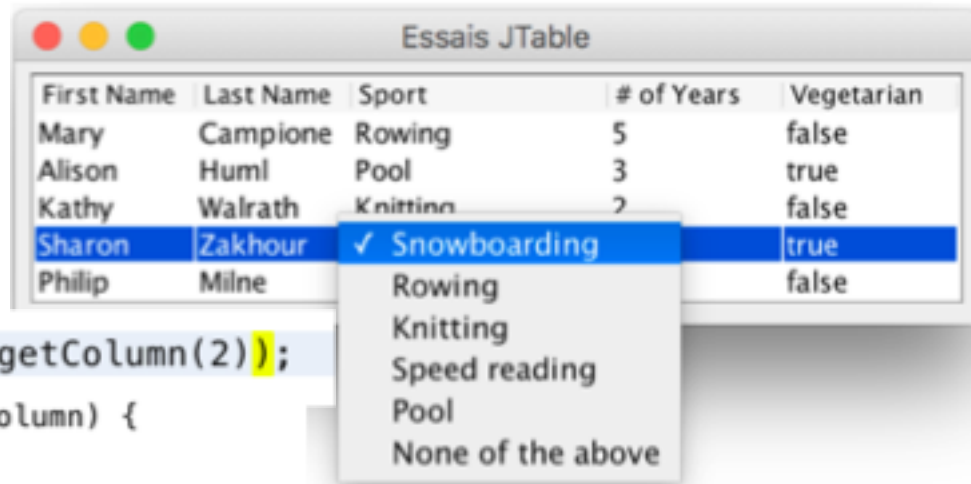 Essais JTable
First Name Last Name Sport # of Years Vegetarian
Mary Campione Rowing 5 false
Alison Huml Pool 3 true
Kathy Walrath Knitting 2 false
Sharon Zakhour ✓ Snowboarding true
Philip Milne Rowing false
Knitting
getColumn(2));
Speed reading
olumn) {
Pool
None of the above